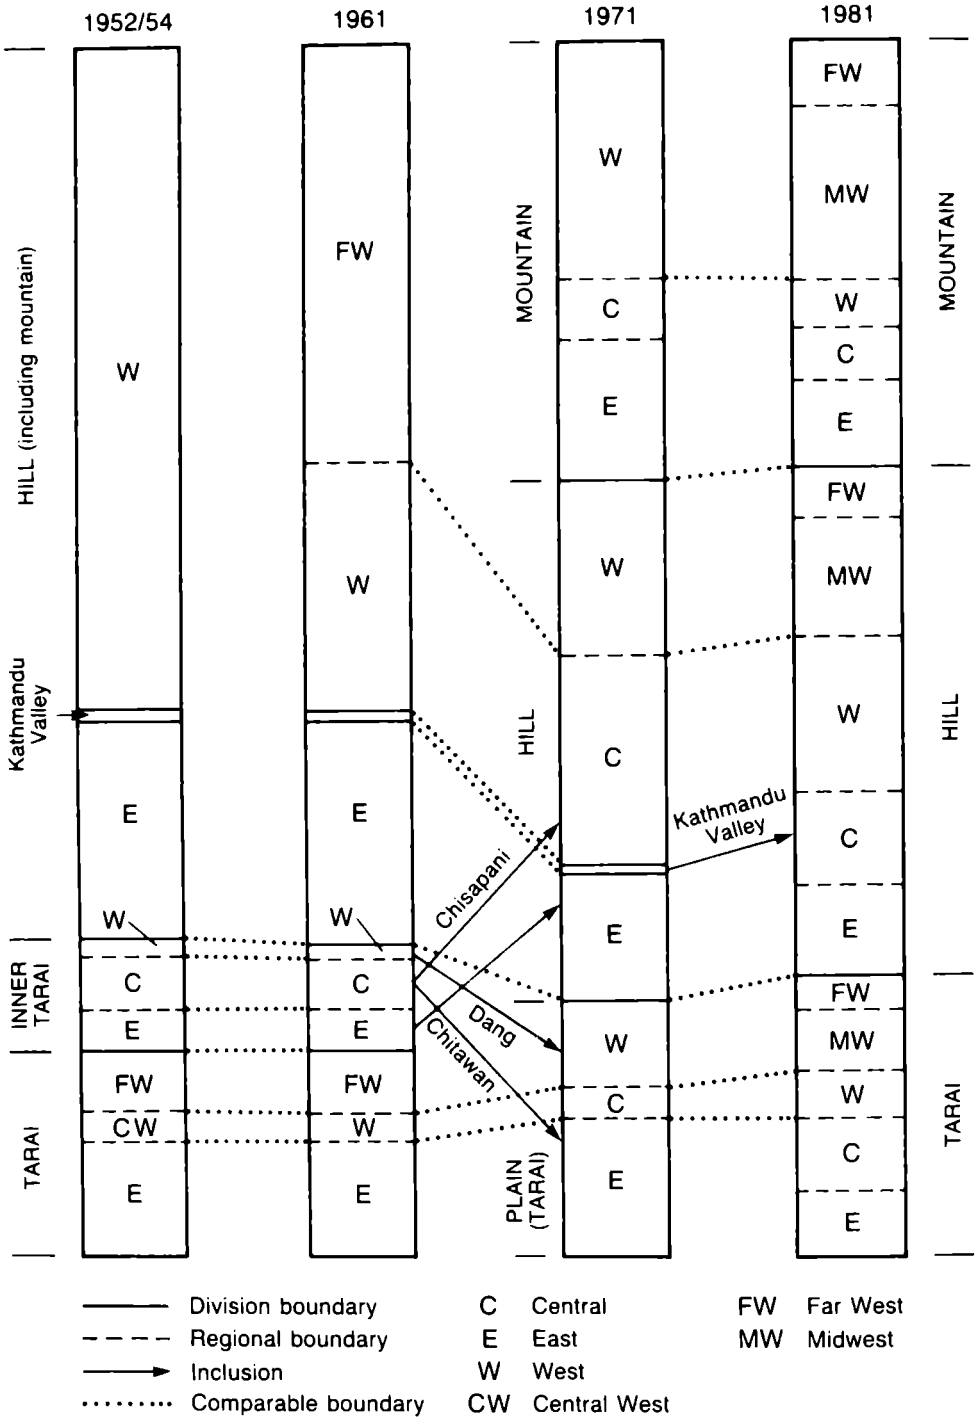 1952/54
1961
1971
1981
HILL (including mountain)
Kathmandu
Valley
INNER
TARAI
TARAI
W
E
W
C
E
FW
CW
E
FW
W
E
W
C
E
FW
W
E
Chisapani
Dang
Chitawan
MOUNTAIN
HILL
PLAIN
(TARAI)
W
C
E
W
C
E
W
C
E
Kathmandu
Valley
FW
MW
W
C
E
FW
MW
W
C
E
FW
MW
W
C
E
MOUNTAIN
HILL
TARAI
Division boundary
Regional boundary
Inclusion
Comparable boundary
C Central
E East
W West
CW Central West
FW Far West
MW Midwest